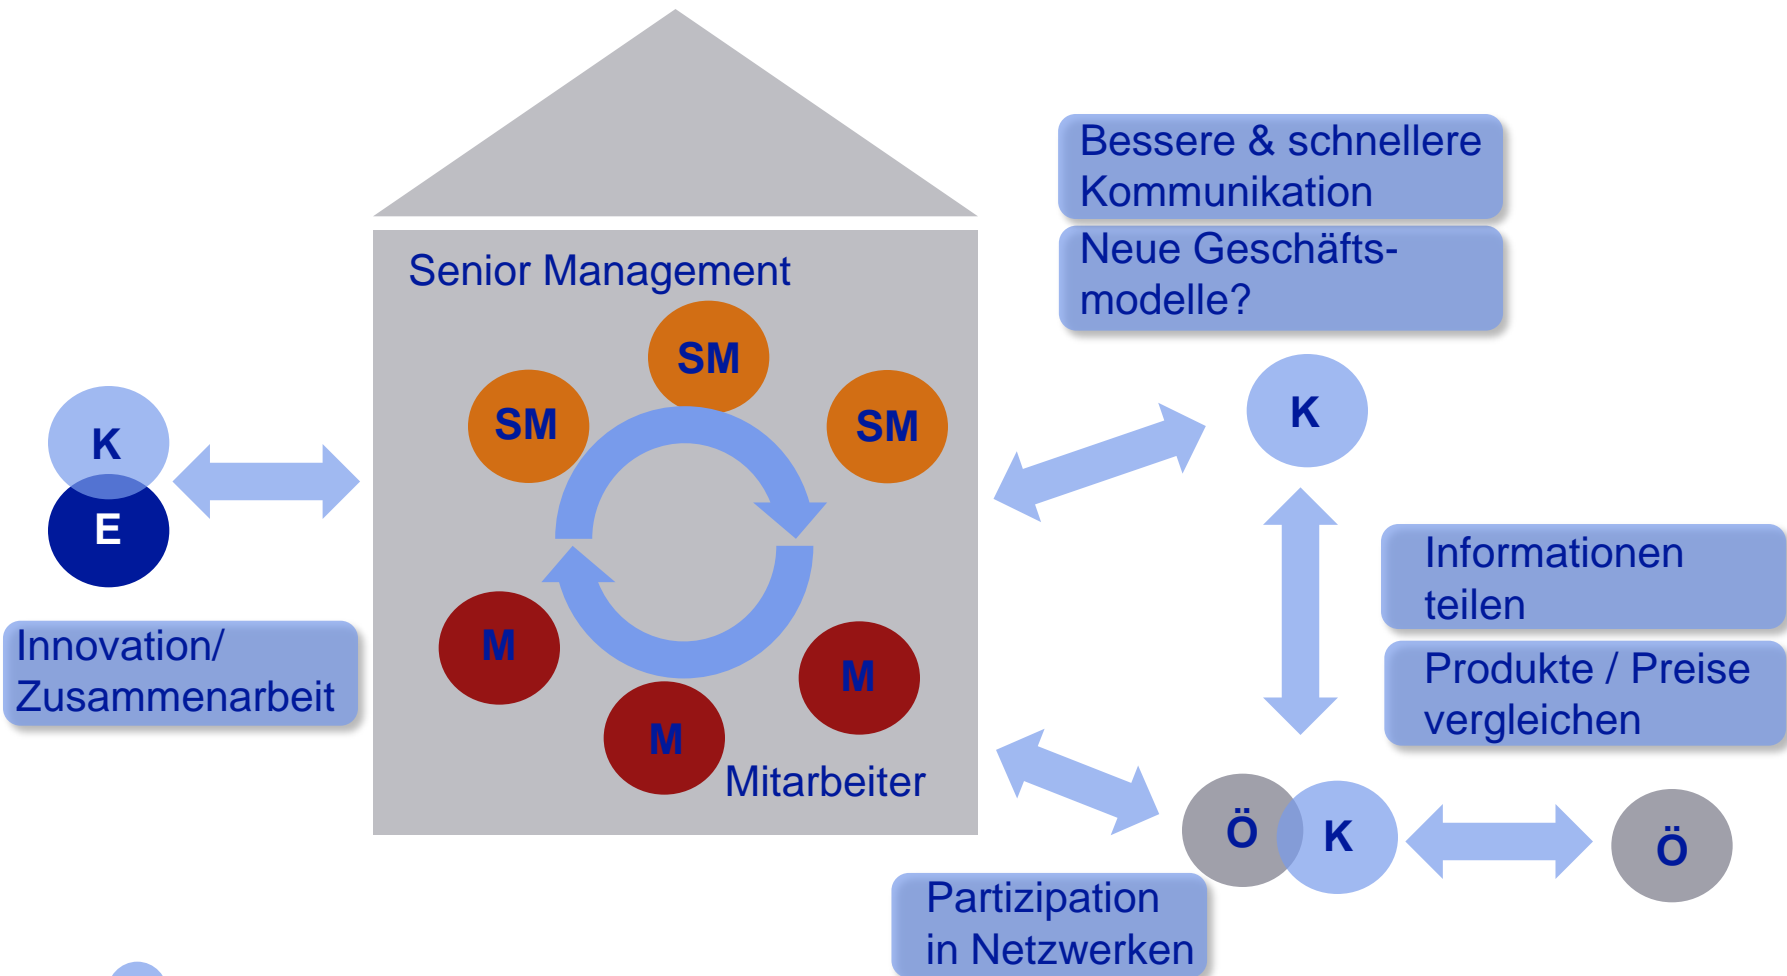 Bessere & schnellere
Kommunikation
Neue Geschäfts-
modelle?
Senior Management
SM
SM
SM
K
K
E
Informationen
teilen
Innovation/
Zusammenarbeit
M
M
M
Produkte / Preise
vergleichen
Mitarbeiter
Ö
K
Ö
Partizipation
in Netzwerken